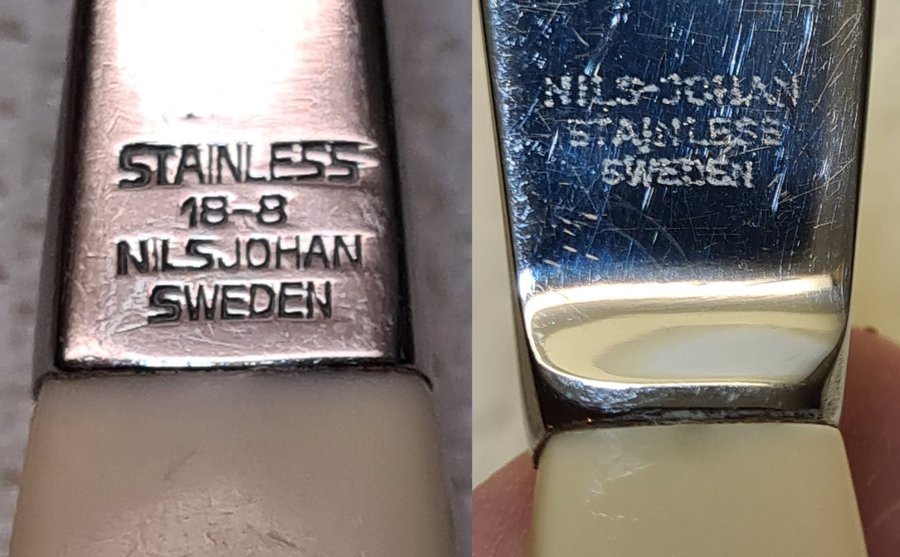 STAINLESS
18-8
NILSJOHAN
SWEDEN
NILS-JOHAN
STAINLESS
SWEDEN